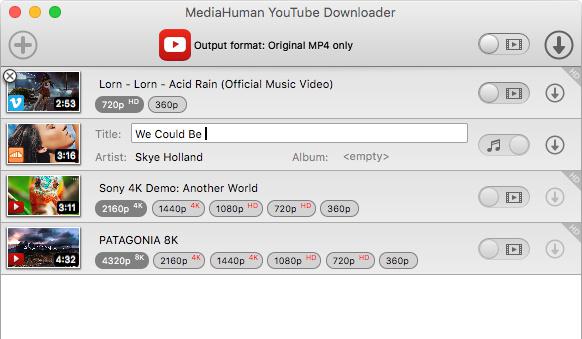 MediaHuman YouTube Downloader
Output format: Original MP4 only
2:53
Lorn - Lorn - Acid Rain (Official Music Video)
720p HD 360p
HD
3:16
Title: We Could Be
Artist: Skye Holland Album: <empty>
3:11
Sony 4K Demo: Another World
2160p 4K 1440p 4K 1080p HD 720p HD 360p
HD
4:32
PATAGONIA 8K
4320p 8K 2160p 4K 1440p 4K 1080p HD 720p HD 360p
HD